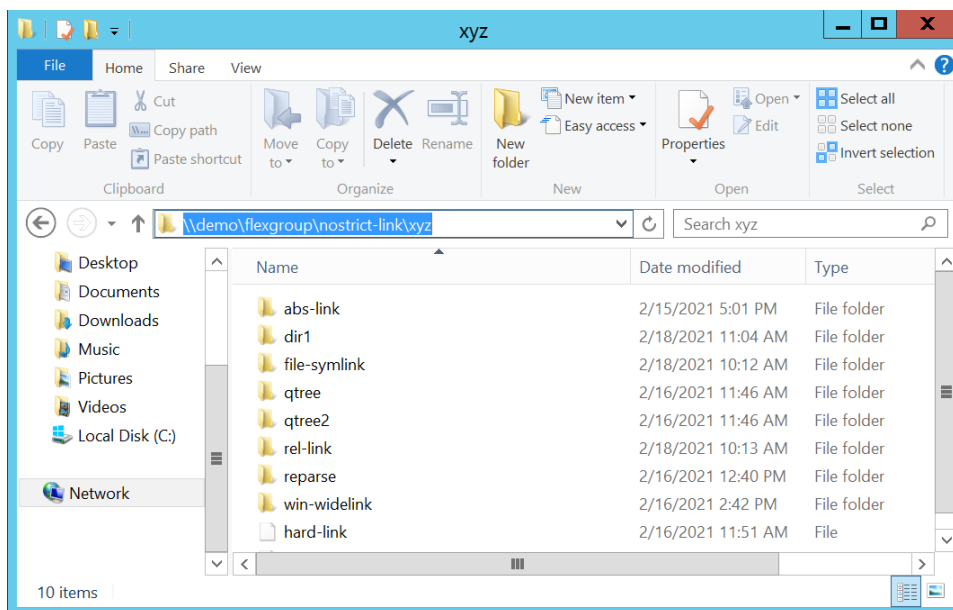 xyz
File Home Share View
Copy
Paste
Cut
Copy path
Paste shortcut
Clipboard
Move to
Copy to
Delete
Rename
Organize
New folder
New item
Easy access
New
Properties
Open
Edit
Open
Select all
Select none
Invert selection
Select
\\demo\flexgroup\nostrict-link\xyz
Search xyz
Desktop
Documents
Downloads
Music
Pictures
Videos
Local Disk (C:)
Network
Name Date modified Type
abs-link 2/15/2021 5:01 PM File folder
dir1 2/18/2021 11:04 AM File folder
file-symlink 2/18/2021 10:12 AM File folder
qtree 2/16/2021 11:46 AM File folder
qtree2 2/16/2021 11:46 AM File folder
rel-link 2/18/2021 10:13 AM File folder
reparse 2/16/2021 12:40 PM File folder
win-widelink 2/16/2021 2:42 PM File folder
hard-link 2/16/2021 11:51 AM File
10 items